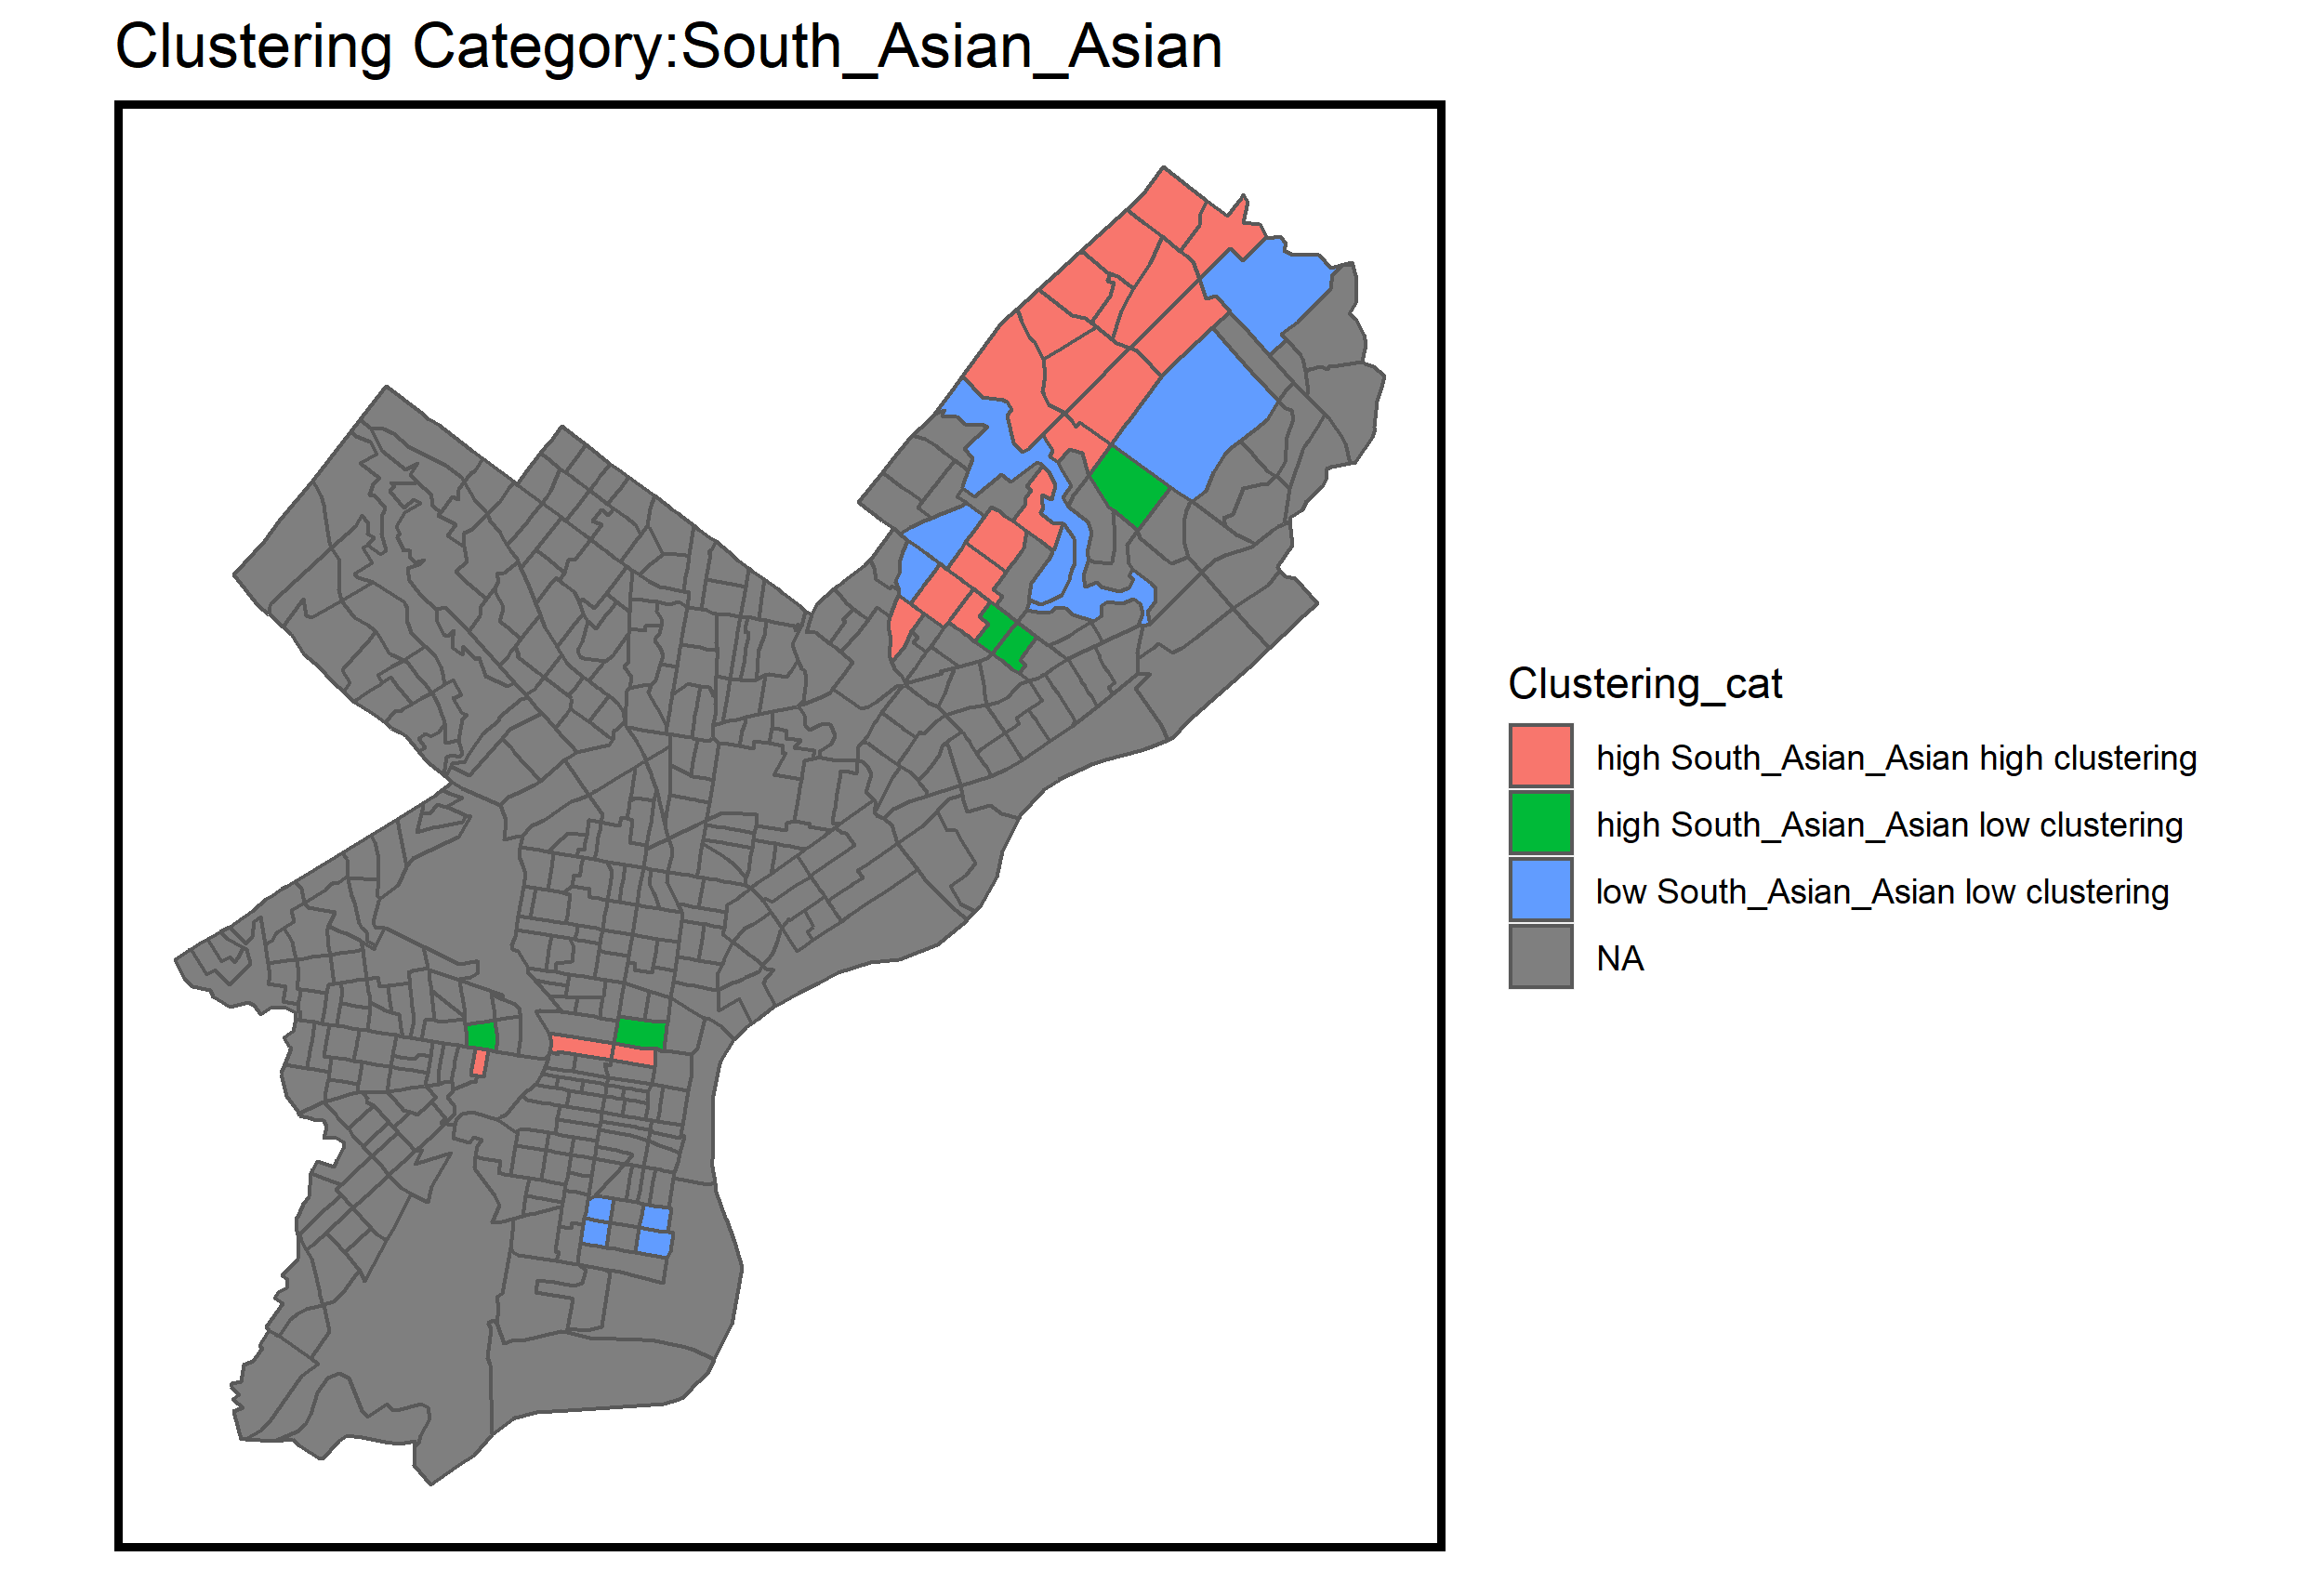 Clustering Category:South_Asian_Asian
Clustering_cat
high South_Asian_Asian high clustering
high South_Asian_Asian low clustering
low South_Asian_Asian low clustering
NA